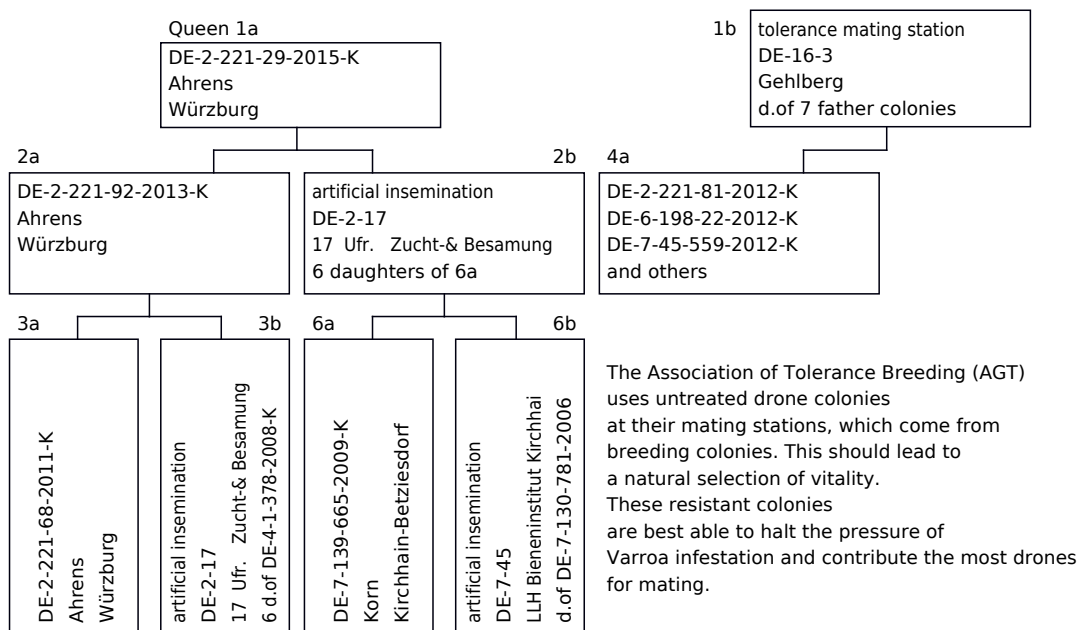 Queen 1a
DE-2-221-29-2015-K
Ahrens
Würzburg
1b
tolerance mating station
DE-16-3
Gehlberg
d.of 7 father colonies
2a
DE-2-221-92-2013-K
Ahrens
Würzburg
2b
artificial insemination
DE-2-17
17 Ufr. Zucht-& Besamung
6 daughters of 6a
4a
DE-2-221-81-2012-K
DE-6-198-22-2012-K
DE-7-45-559-2012-K
and others
3a
DE-2-221-68-2011-K
Ahrens
Würzburg
3b
artificial insemination
DE-2-17
17 Ufr. Zucht-& Besamung
6 d.of DE-4-1-378-2008-K
6a
DE-7-139-665-2009-K
Korn
Kirchhain-Betziesdorf
6b
artificial insemination
DE-7-45
LLH Bieneninstitut Kirchhai
d.of DE-7-130-781-2006
The Association of Tolerance Breeding (AGT)
uses untreated drone colonies
at their mating stations, which come from
breeding colonies. This should lead to
a natural selection of vitality.
These resistant colonies
are best able to halt the pressure of
Varroa infestation and contribute the most drones
for mating.